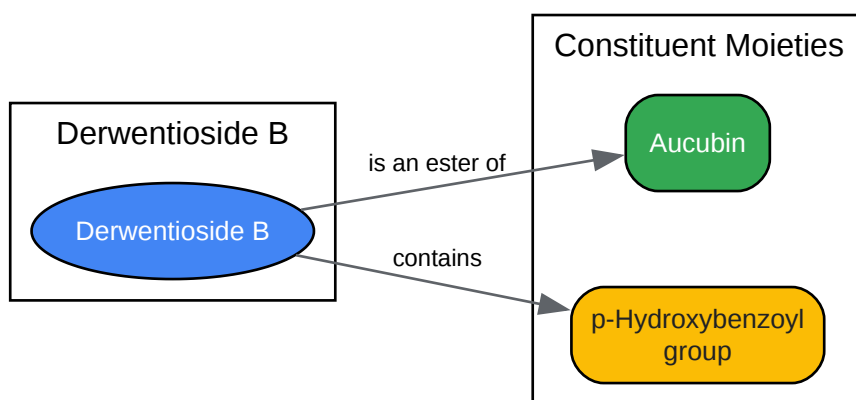 Constituent Moieties
Derwentioside B
Aucubin
is an ester of
Derwentioside B
contains
p-Hydroxybenzoyl
group